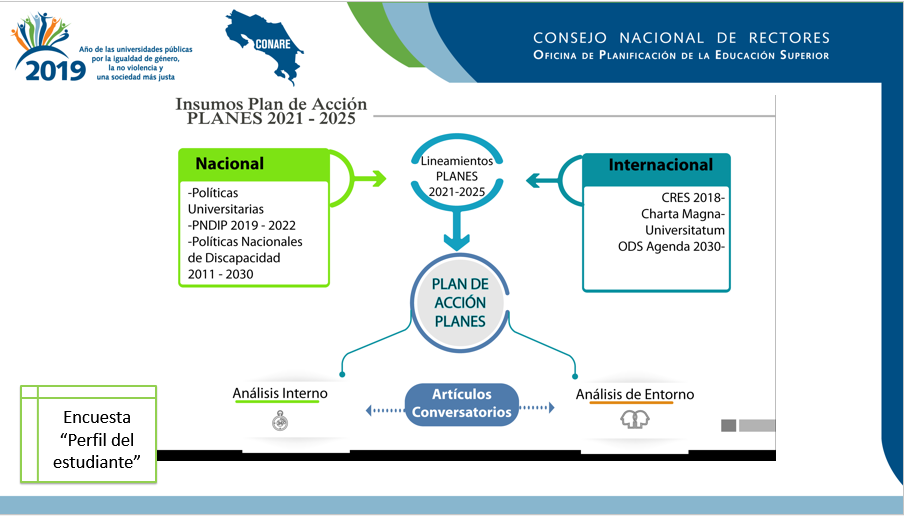 Año de las universidades públicas
por la igualdad de género,
la no violencia y
una sociedad más justa
2019
CONARE
CONSEJO NACIONAL DE RECTORES
OFICINA DE PLANIFICACIÓN DE LA EDUCACIÓN SUPERIOR
Insumos Plan de Acción
PLANES 2021 - 2025
Nacional
-Políticas
Universitarias
-PNDIP 2019 - 2022
-Políticas Nacionales
de Discapacidad
2011 - 2030
Lineamientos
PLANES
2021-2025
Internacional
CRES 2018-
Charta Magna-
Universitatum
ODS Agenda 2030-
PLAN DE
ACCIÓN
PLANES
Análisis Interno
Artículos
Conversatorios
Análisis de Entorno
Encuesta
“Perfil del
estudiante”